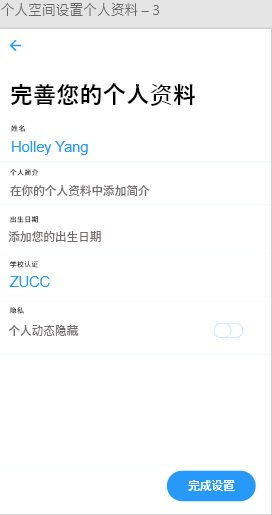 个人空间设置个人资料 – 3
完善您的个人资料
姓名
Holley Yang
个人简介
在你的个人资料中添加简介
出生日期
添加您的出生日期
学校认证
ZUCC
隐私
个人动态隐藏
完成设置